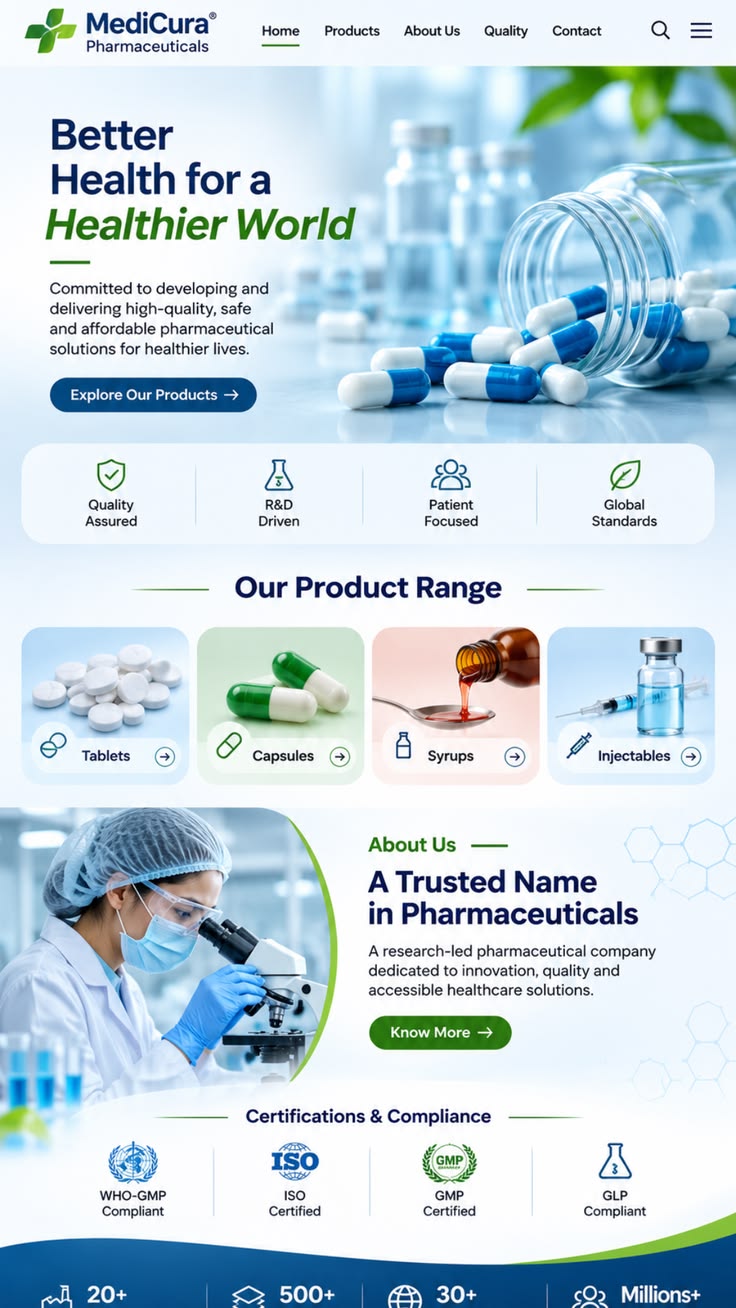 MediCura®
Pharmaceuticals
Home
Products
About Us
Quality
Contact
Better
Health for a
Healthier World
Committed to developing and
delivering high-quality, safe
and affordable pharmaceutical
solutions for healthier lives.
Explore Our Products →
Quality
Assured
R&D
Driven
Patient
Focused
Global
Standards
Our Product Range
Tablets
Capsules
Syrups
Injectables
About Us
A Trusted Name
in Pharmaceuticals
A research-led pharmaceutical company
dedicated to innovation, quality and
accessible healthcare solutions.
Know More →
Certifications & Compliance
WHO-GMP
Compliant
ISO
ISO
Certified
GMP
GMP
Certified
GLP
Compliant
20+
500+
30+
Millions+